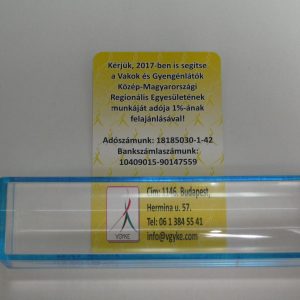 Kérjük, 2017-ben is segítse
a Vakok és Gyengénlátók
Közép-Magyarországi
Regionális Egyesületének
munkáját adója 1%-ának
felajánlásával!
Adószámunk: 18185030-1-42
Bankszámlaszámunk:
10409015-90147559
Cím: 1146. Budapest,
Hermina u. 57.
Tel: 06 1 384 55 41
info@vgyke.com
VGYKE